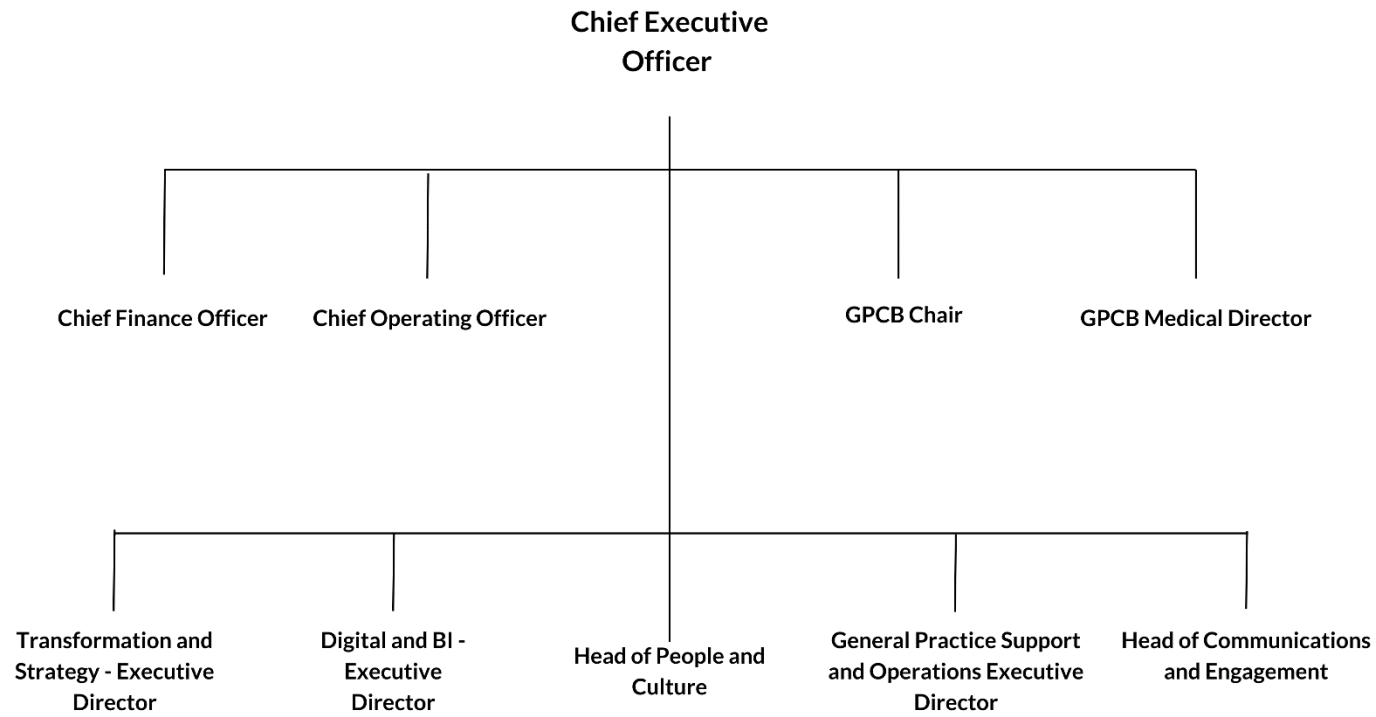 Chief Executive
Officer
Chief Finance Officer
Chief Operating Officer
GPCB Chair
GPCB Medical Director
Transformation and
Strategy - Executive
Director
Digital and BI -
Executive
Director
Head of People and
Culture
General Practice Support
and Operations Executive
Director
Head of Communications
and Engagement